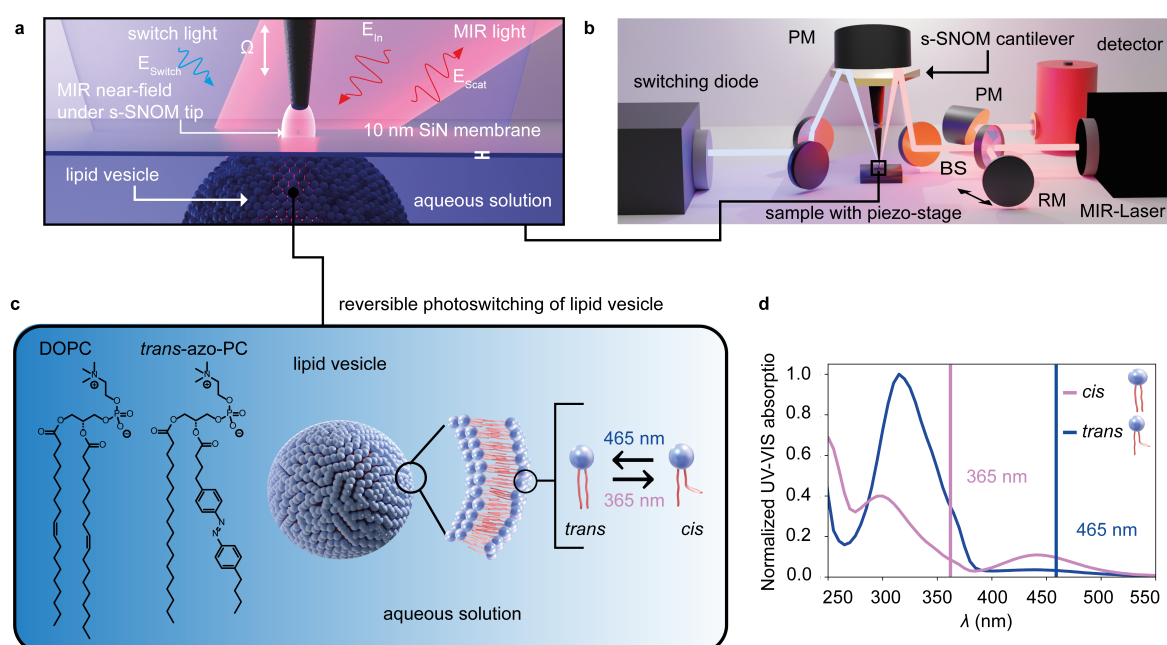 a
switch light
E_Switch
Ω
E_In
MIR light
E_Scat
MIR near-field
under s-SNOM tip
10 nm SiN membrane
lipid vesicle
aqueous solution
b
PM
s-SNOM cantilever
detector
switching diode
PM
BS
RM
sample with piezo-stage
MIR-Laser
c
reversible photoswitching of lipid vesicle
DOPC
trans-azo-PC
lipid vesicle
N
⊕
O
O
P
O
O
⊖
O
O
O
O
N
⊕
O
O
P
O
O
⊖
O
O
O
O
N
N
465 nm
365 nm
trans
cis
aqueous solution
d
Normalized UV-VIS absorptio
1.0
0.8
0.6
0.4
0.2
0.0
250
300
350
400
450
500
550
λ (nm)
cis
trans
365 nm
465 nm